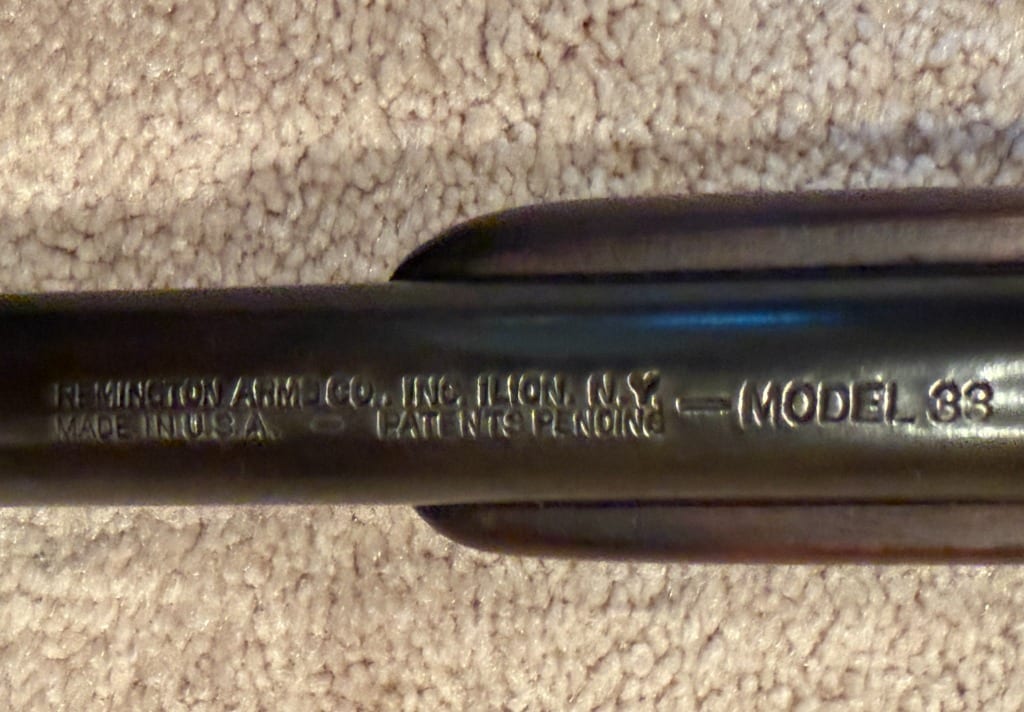 REMINGTON ARMS CO., INC. ILION, N.Y. — MODEL 33
MADE IN U.S.A. — PATENTS PENDING